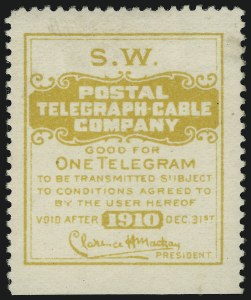 S.W.
POSTAL
TELEGRAPH-CABLE
COMPANY
GOOD FOR
ONE TELEGRAM
TO BE TRANSMITTED SUBJECT
TO CONDITIONS AGREED TO
BY THE USER HEREOF
VOID AFTER 1910 DEC. 31ST
Clarence H Mackay
PRESIDENT